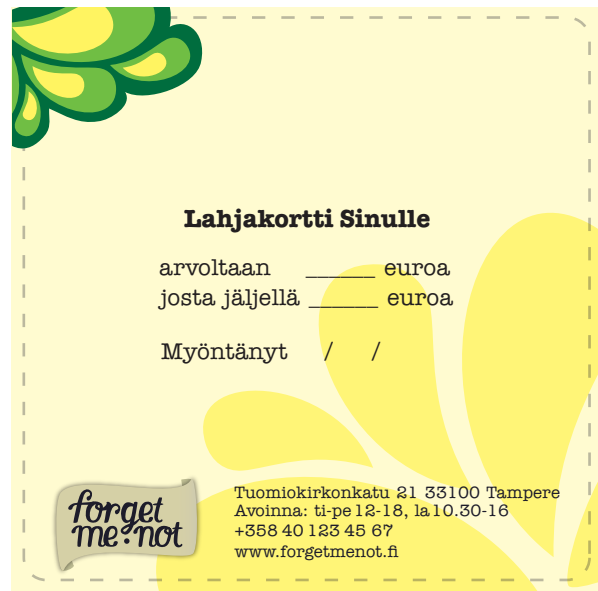 Lahjakortti Sinulle
arvoltaan ______ euroa
josta jäljellä ______ euroa
Myöntänyt / /
forget
me•not
Tuomiokirkonkatu 21 33100 Tampere
Avoinna: ti-pe 12-18, la 10.30-16
+358 40 123 45 67
www.forgetmenot.fi